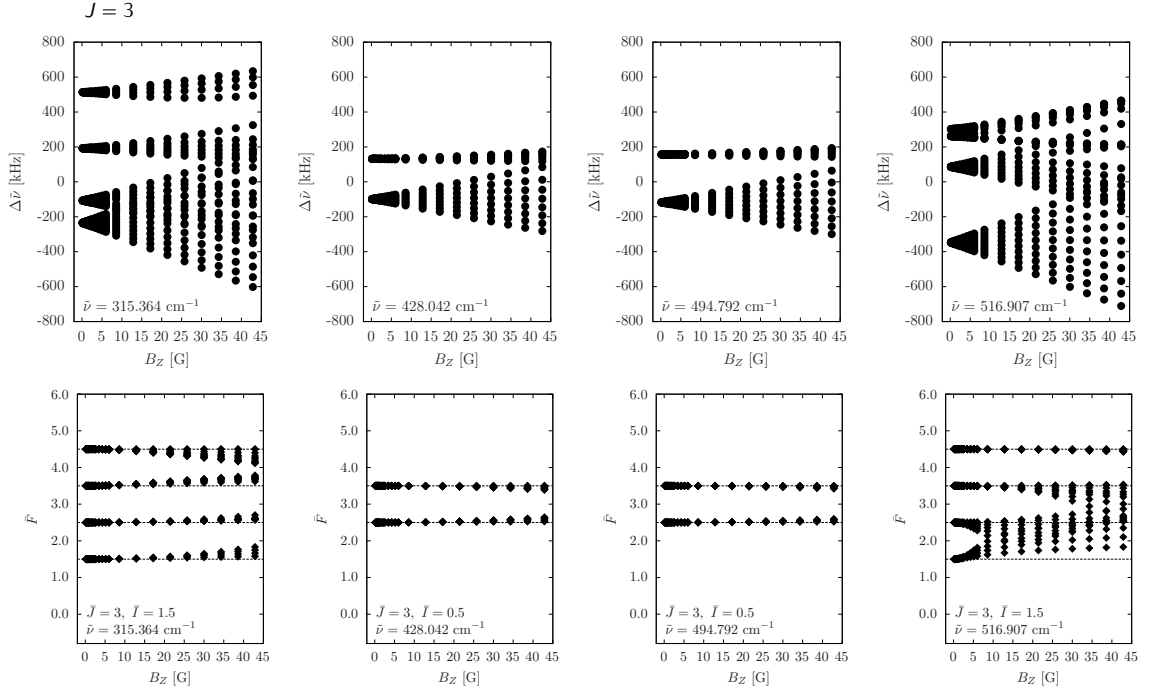 J = 3
800
600
400
200
0
-200
-400
-600
-800
Δν̃ [kHz]
ν̃ = 315.364 cm⁻¹
0 5 10 15 20 25 30 35 40 45
B_Z [G]
800
600
400
200
0
-200
-400
-600
-800
Δν̃ [kHz]
ν̃ = 428.042 cm⁻¹
0 5 10 15 20 25 30 35 40 45
B_Z [G]
800
600
400
200
0
-200
-400
-600
-800
Δν̃ [kHz]
ν̃ = 494.792 cm⁻¹
0 5 10 15 20 25 30 35 40 45
B_Z [G]
800
600
400
200
0
-200
-400
-600
-800
Δν̃ [kHz]
ν̃ = 516.907 cm⁻¹
0 5 10 15 20 25 30 35 40 45
B_Z [G]
6.0
5.0
4.0
3.0
2.0
1.0
0.0
F̄
J̄ = 3, Ī = 1.5
ν̃ = 315.364 cm⁻¹
0 5 10 15 20 25 30 35 40 45
B_Z [G]
6.0
5.0
4.0
3.0
2.0
1.0
0.0
F̄
J̄ = 3, Ī = 0.5
ν̃ = 428.042 cm⁻¹
0 5 10 15 20 25 30 35 40 45
B_Z [G]
6.0
5.0
4.0
3.0
2.0
1.0
0.0
F̄
J̄ = 3, Ī = 0.5
ν̃ = 494.792 cm⁻¹
0 5 10 15 20 25 30 35 40 45
B_Z [G]
6.0
5.0
4.0
3.0
2.0
1.0
0.0
F̄
J̄ = 3, Ī = 1.5
ν̃ = 516.907 cm⁻¹
0 5 10 15 20 25 30 35 40 45
B_Z [G]